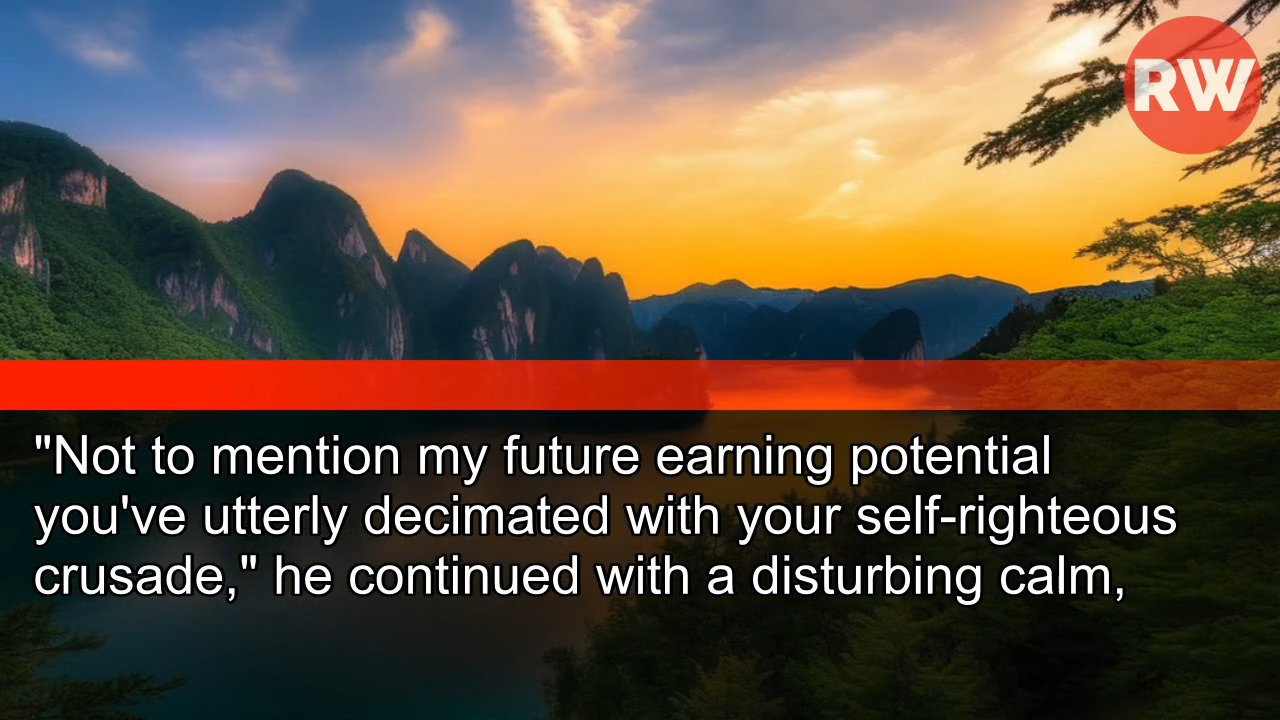 RW
"Not to mention my future earning potential
you've utterly decimated with your self-righteous
crusade," he continued with a disturbing calm,